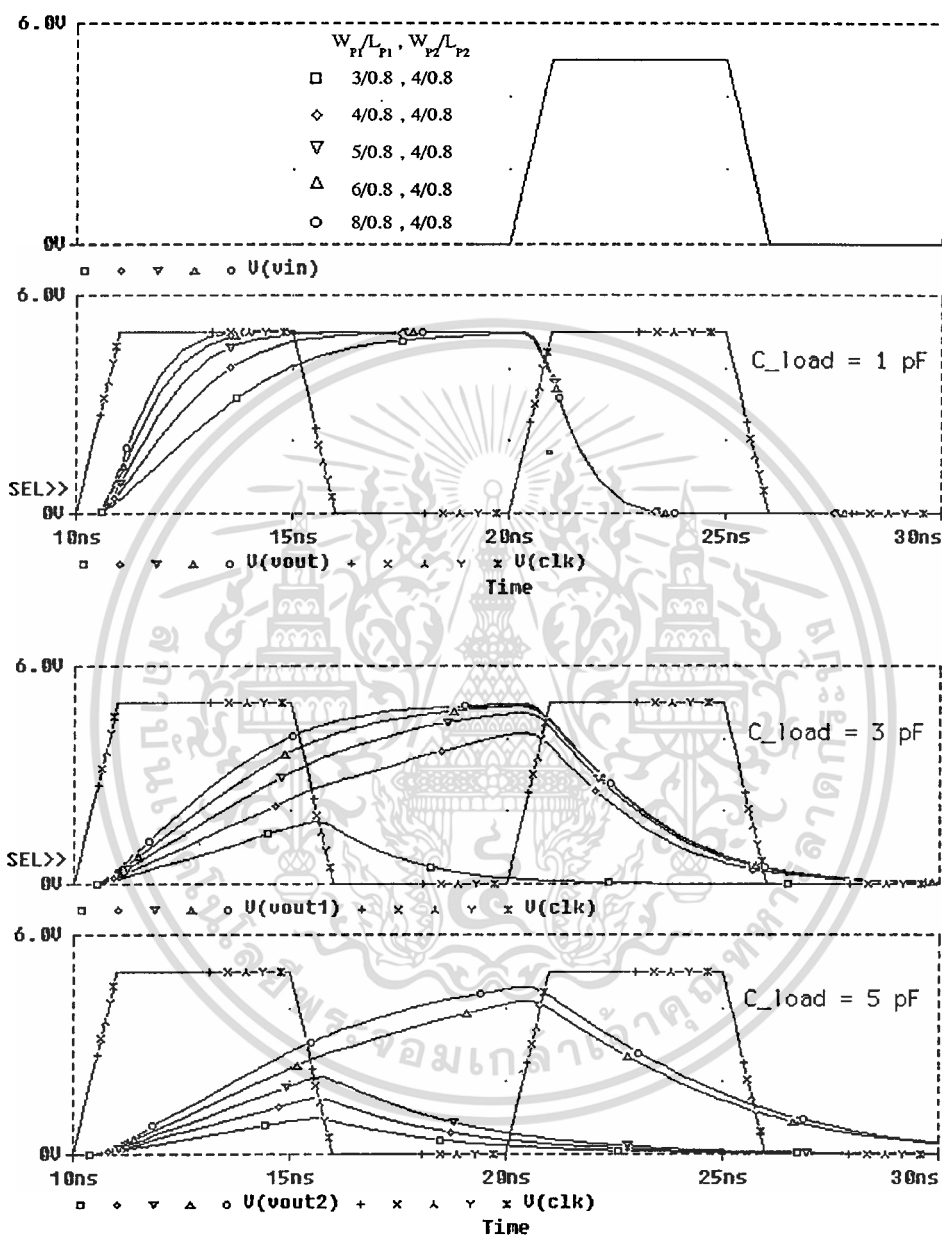 6.0V
W_P1/L_P1 , W_P2/L_P2
□ 3/0.8 , 4/0.8
◇ 4/0.8 , 4/0.8
▽ 5/0.8 , 4/0.8
△ 6/0.8 , 4/0.8
○ 8/0.8 , 4/0.8
0V
□ ◇ ▽ △ ○ V(vin)
6.0V
C_load = 1 pF
SEL>>
0V
10ns 15ns 20ns 25ns 30ns
□ ◇ ▽ △ ○ V(vout) + × ⅄ Y ж V(clk)
Time
6.0V
C_load = 3 pF
SEL>>
0V
□ ◇ ▽ △ ○ V(vout1) + × ⅄ Y ж V(clk)
6.0V
C_load = 5 pF
0V
10ns 15ns 20ns 25ns 30ns
□ ◇ ▽ △ ○ V(vout2) + × ⅄ Y ж V(clk)
Time